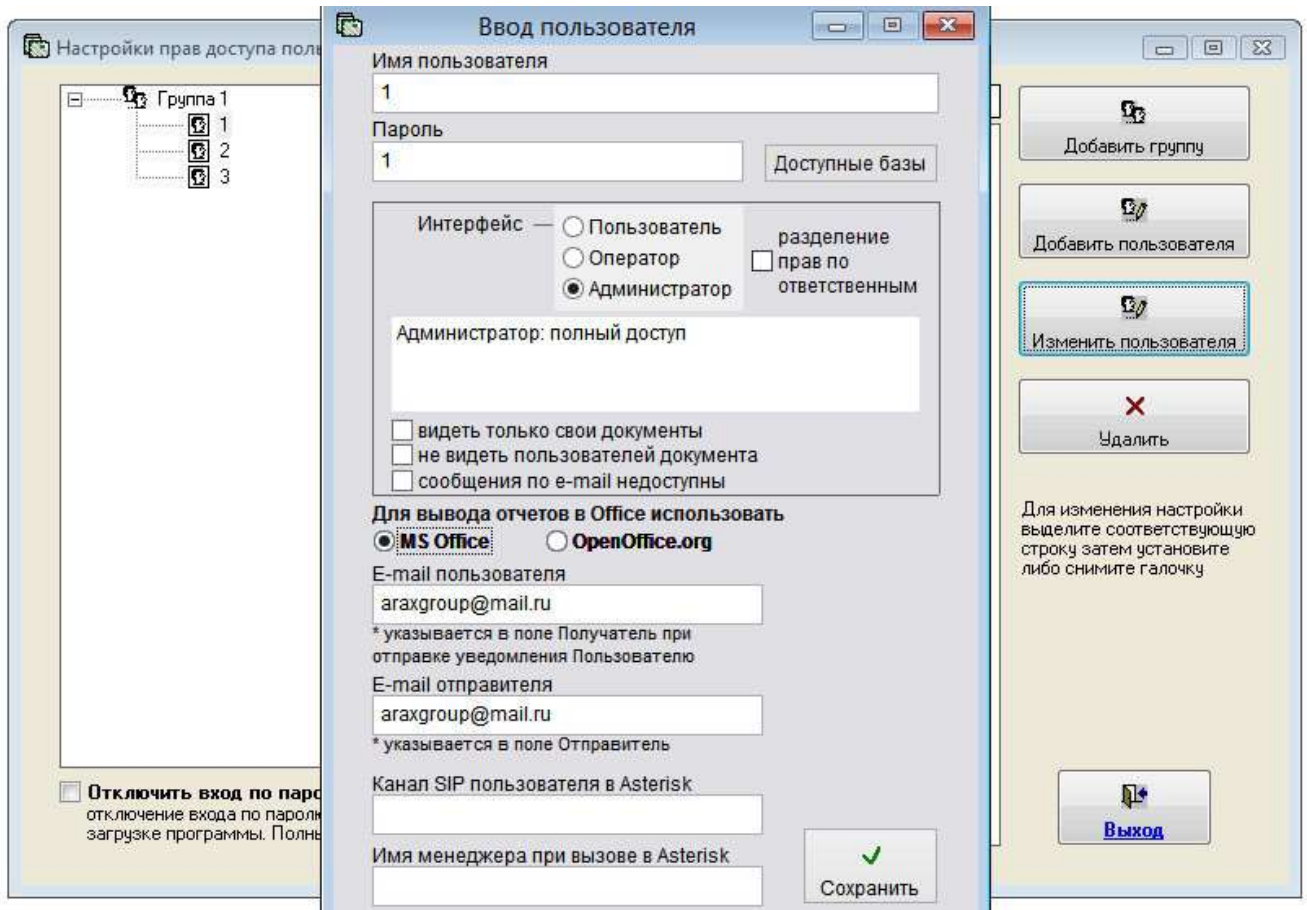 Настройки прав доступа поль
Ввод пользователя
Имя пользователя
1
Пароль
1
Доступные базы
Интерфейс
Пользователь
Оператор
Администратор
разделение
прав по
ответственным
Администратор: полный доступ
видеть только свои документы
не видеть пользователей документа
сообщения по e-mail недоступны
Для вывода отчетов в Office использовать
MS Office
OpenOffice.org
E-mail пользователя
araxgroup@mail.ru
* указывается в поле Получатель при
отправке уведомления Пользователю
E-mail отправителя
araxgroup@mail.ru
* указывается в поле Отправитель
Канал SIP пользователя в Asterisk
Имя менеджера при вызове в Asterisk
Сохранить
Группа 1
1
2
3
Отключить вход по паро
отключение входа по паролю
загрузке программы. Полны
Добавить группу
Добавить пользователя
Изменить пользователя
Удалить
Для изменения настройки
выделите соответствующую
строку затем установите
либо снимите галочку
Выход